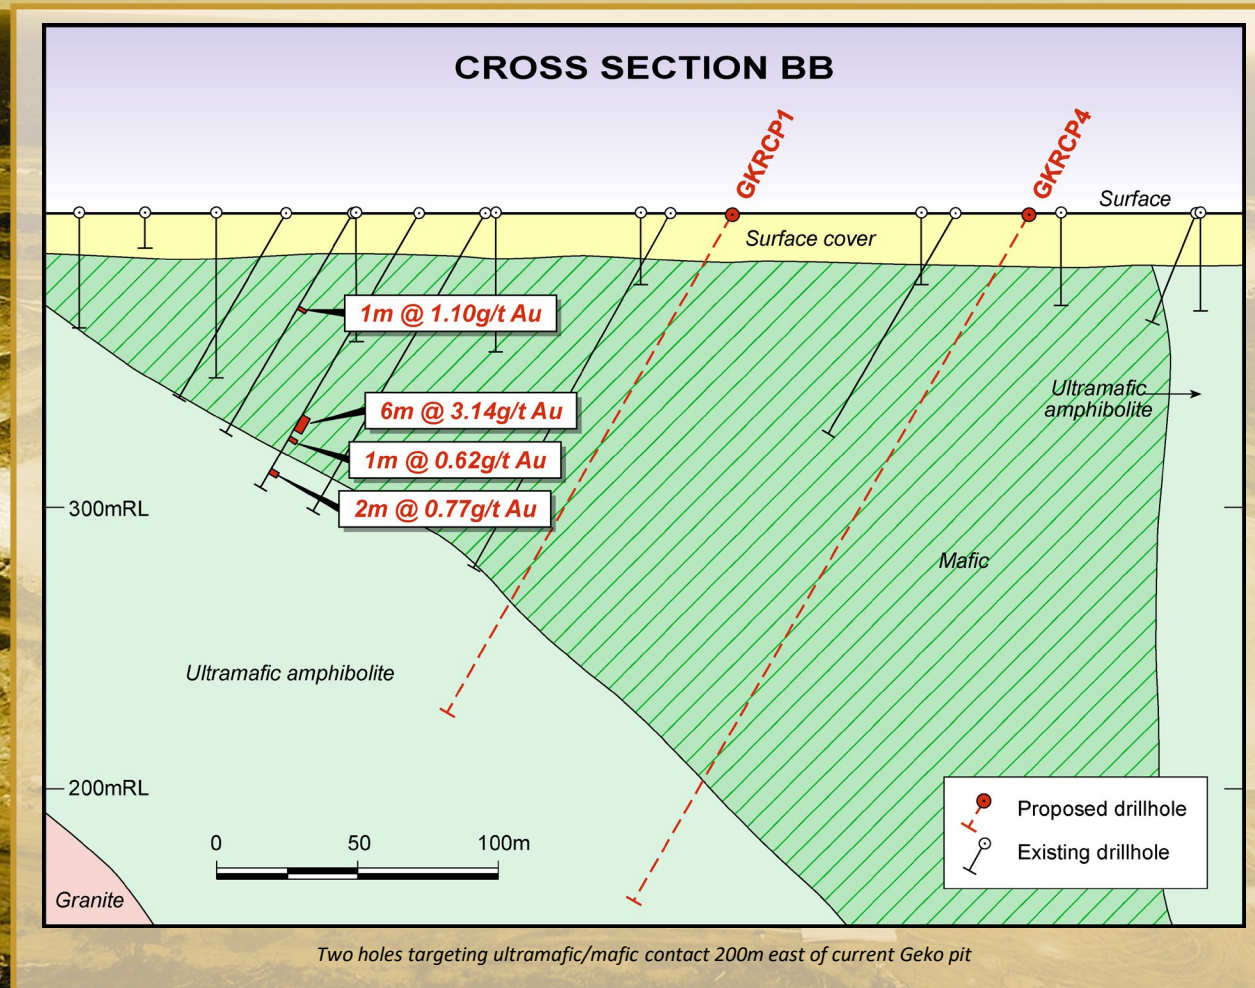 CROSS SECTION BB
GKRCP1
GKRCP4
Surface
Surface cover
1m @ 1.10g/t Au
6m @ 3.14g/t Au
1m @ 0.62g/t Au
2m @ 0.77g/t Au
Ultramafic
amphibolite
300mRL
Mafic
Ultramafic amphibolite
200mRL
0 50 100m
Granite
Proposed drillhole
Existing drillhole
Two holes targeting ultramafic/mafic contact 200m east of current Geko pit